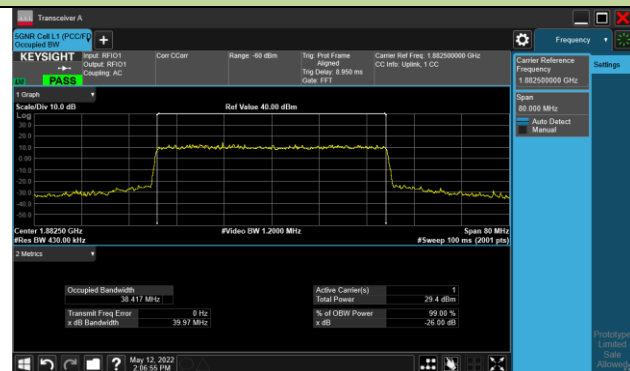 Transceiver A
5GNR Cell L1 (PCC/FD
Occupied BW
+
Frequency
KEYSIGHT
PASS
Input: RFIO1
Output: RFIO1
Coupling: AC
Corr CCorr
Range: -60 dBm
Trig: Prot Frame
Aligned
Trig Delay: 8.950 ms
Gate: FFT
Carrier Ref Freq: 1.882500000 GHz
CC Info: Uplink, 1 CC
Carrier Reference
Frequency
1.882500000 GHz
Settings
Span
80.000 MHz
Auto Detect
Manual
1 Graph
Scale/Div 10.0 dB
Ref Value 40.00 dBm
Log
30.0
20.0
10.0
0.00
-10.0
-20.0
-30.0
-40.0
-50.0
Center 1.88250 GHz
#Video BW 1.2000 MHz
Span 80 MHz
#Res BW 430.00 kHz
#Sweep 100 ms (2001 pts)
2 Metrics
Occupied Bandwidth
38.417 MHz
Transmit Freq Error 0 Hz
x dB Bandwidth 39.97 MHz
Active Carrier(s) 1
Total Power 29.4 dBm
% of OBW Power 99.00 %
x dB -26.00 dB
Prototype
Limited
Sale
Allowed
?
May 12, 2022
2:06:55 PM